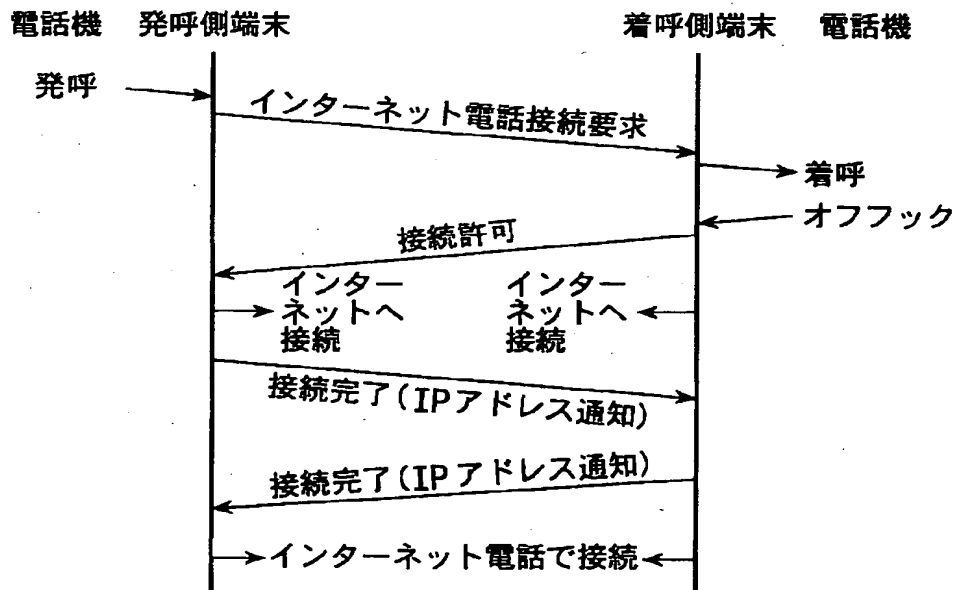 電話機 発呼側端末 着呼側端末 電話機
発呼
インターネット電話接続要求
着呼
オフフック
接続許可
インター
ネットへ
接続
インター
ネットへ
接続
接続完了(IPアドレス通知)
接続完了(IPアドレス通知)
インターネット電話で接続